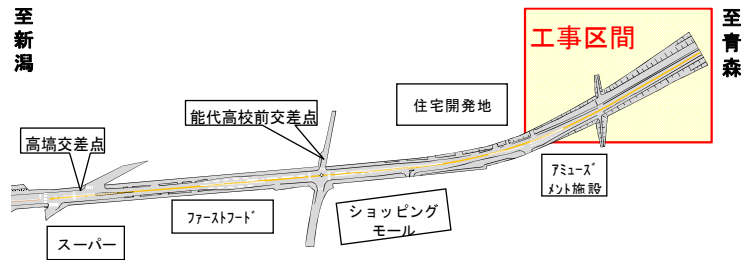 至新潟
至青森
工事区間
住宅開発地
能代高校前交差点
高塙交差点
アミューズﾞ
メント施設
ファーストフードﾞ
ショッピング
モール
スーパー